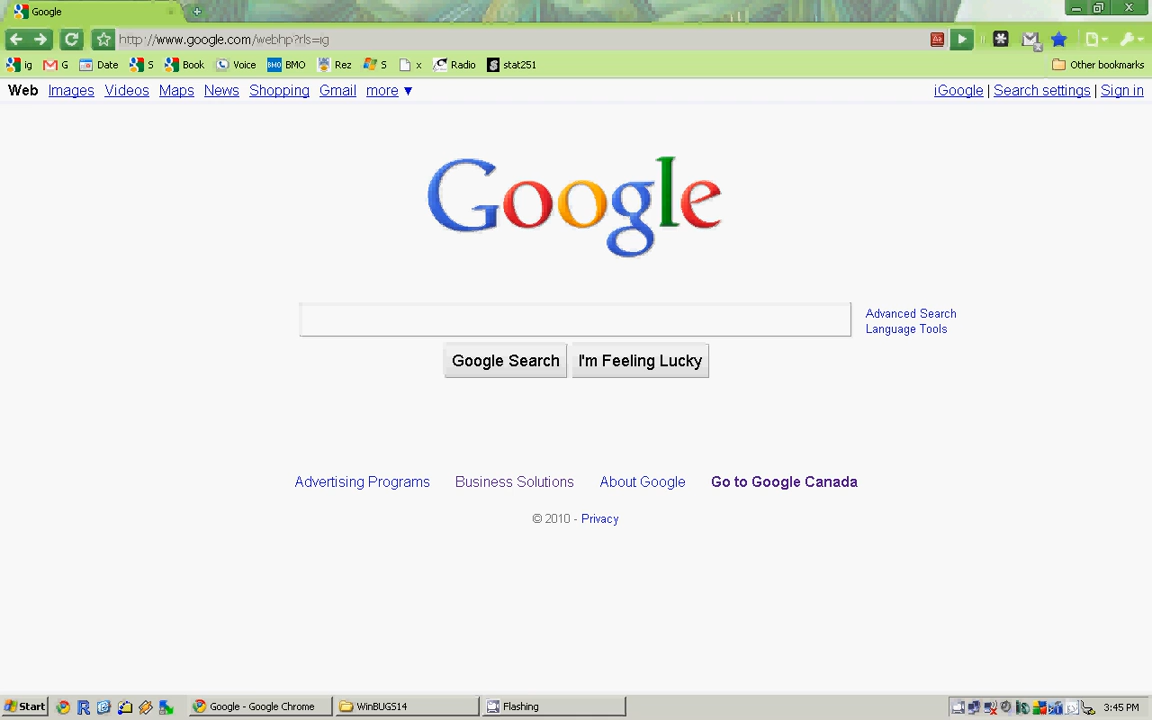 Google
http://www.google.com/webhp?rls=ig
ig G Date S Book Voice BMO BMO Rez S x Radio stat251 Other bookmarks
Web Images Videos Maps News Shopping Gmail more ▼ iGoogle | Search settings | Sign in
Google
Advanced Search
Language Tools
Google Search I'm Feeling Lucky
Advertising Programs Business Solutions About Google Go to Google Canada
© 2010 - Privacy
Start Google - Google Chrome WinBUGS14 Flashing 3:45 PM